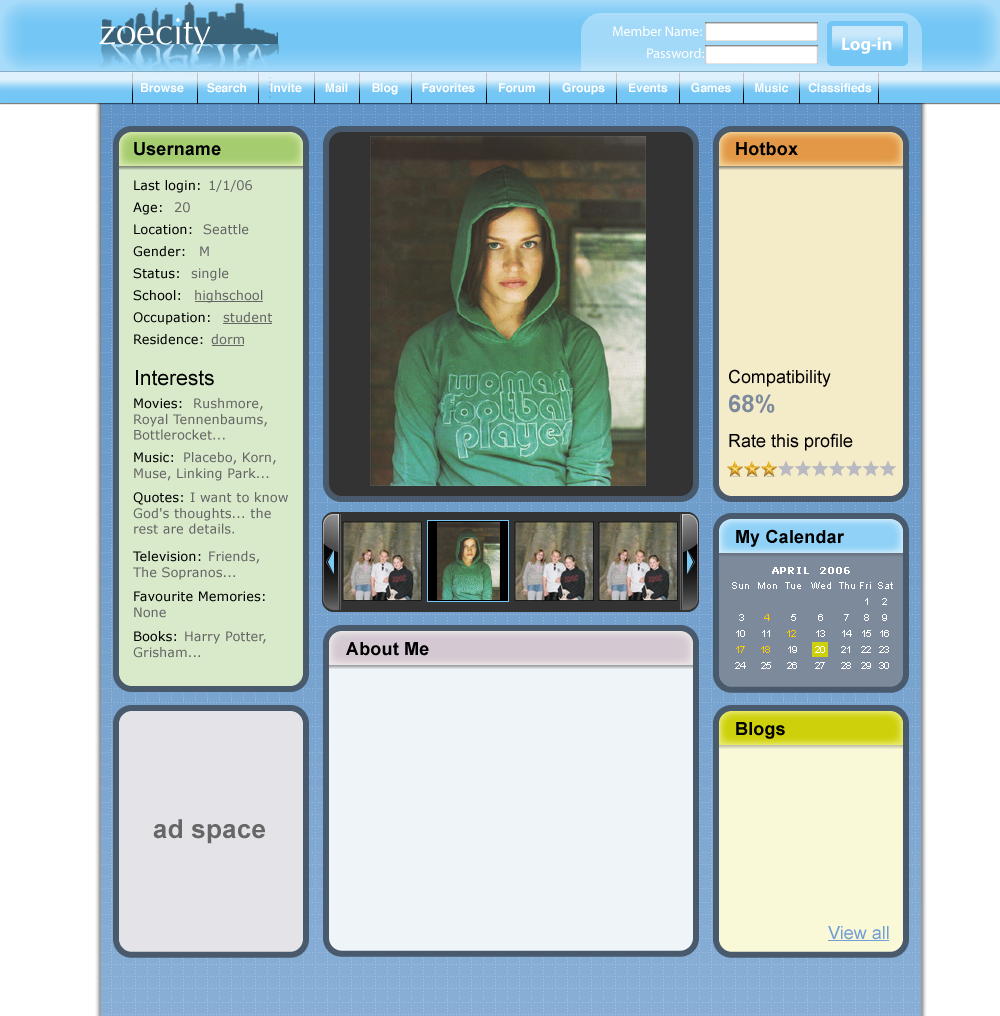 zoecity
Member Name:
Password:
Log-in
Browse Search Invite Mail Blog Favorites Forum Groups Events Games Music Classifieds
Username
Last login: 1/1/06
Age: 20
Location: Seattle
Gender: M
Status: single
School: highschool
Occupation: student
Residence: dorm
Interests
Movies: Rushmore,
Royal Tennenbaums,
Bottlerocket...
Music: Placebo, Korn,
Muse, Linking Park...
Quotes: I want to know
God's thoughts... the
rest are details.
Television: Friends,
The Sopranos...
Favourite Memories:
None
Books: Harry Potter,
Grisham...
ad space
woman
football
player
About Me
Hotbox
Compatibility
68%
Rate this profile
My Calendar
APRIL 2006
Sun Mon Tue Wed Thu Fri Sat
1 2
3 4 5 6 7 8 9
10 11 12 13 14 15 16
17 18 19 20 21 22 23
24 25 26 27 28 29 30
Blogs
View all